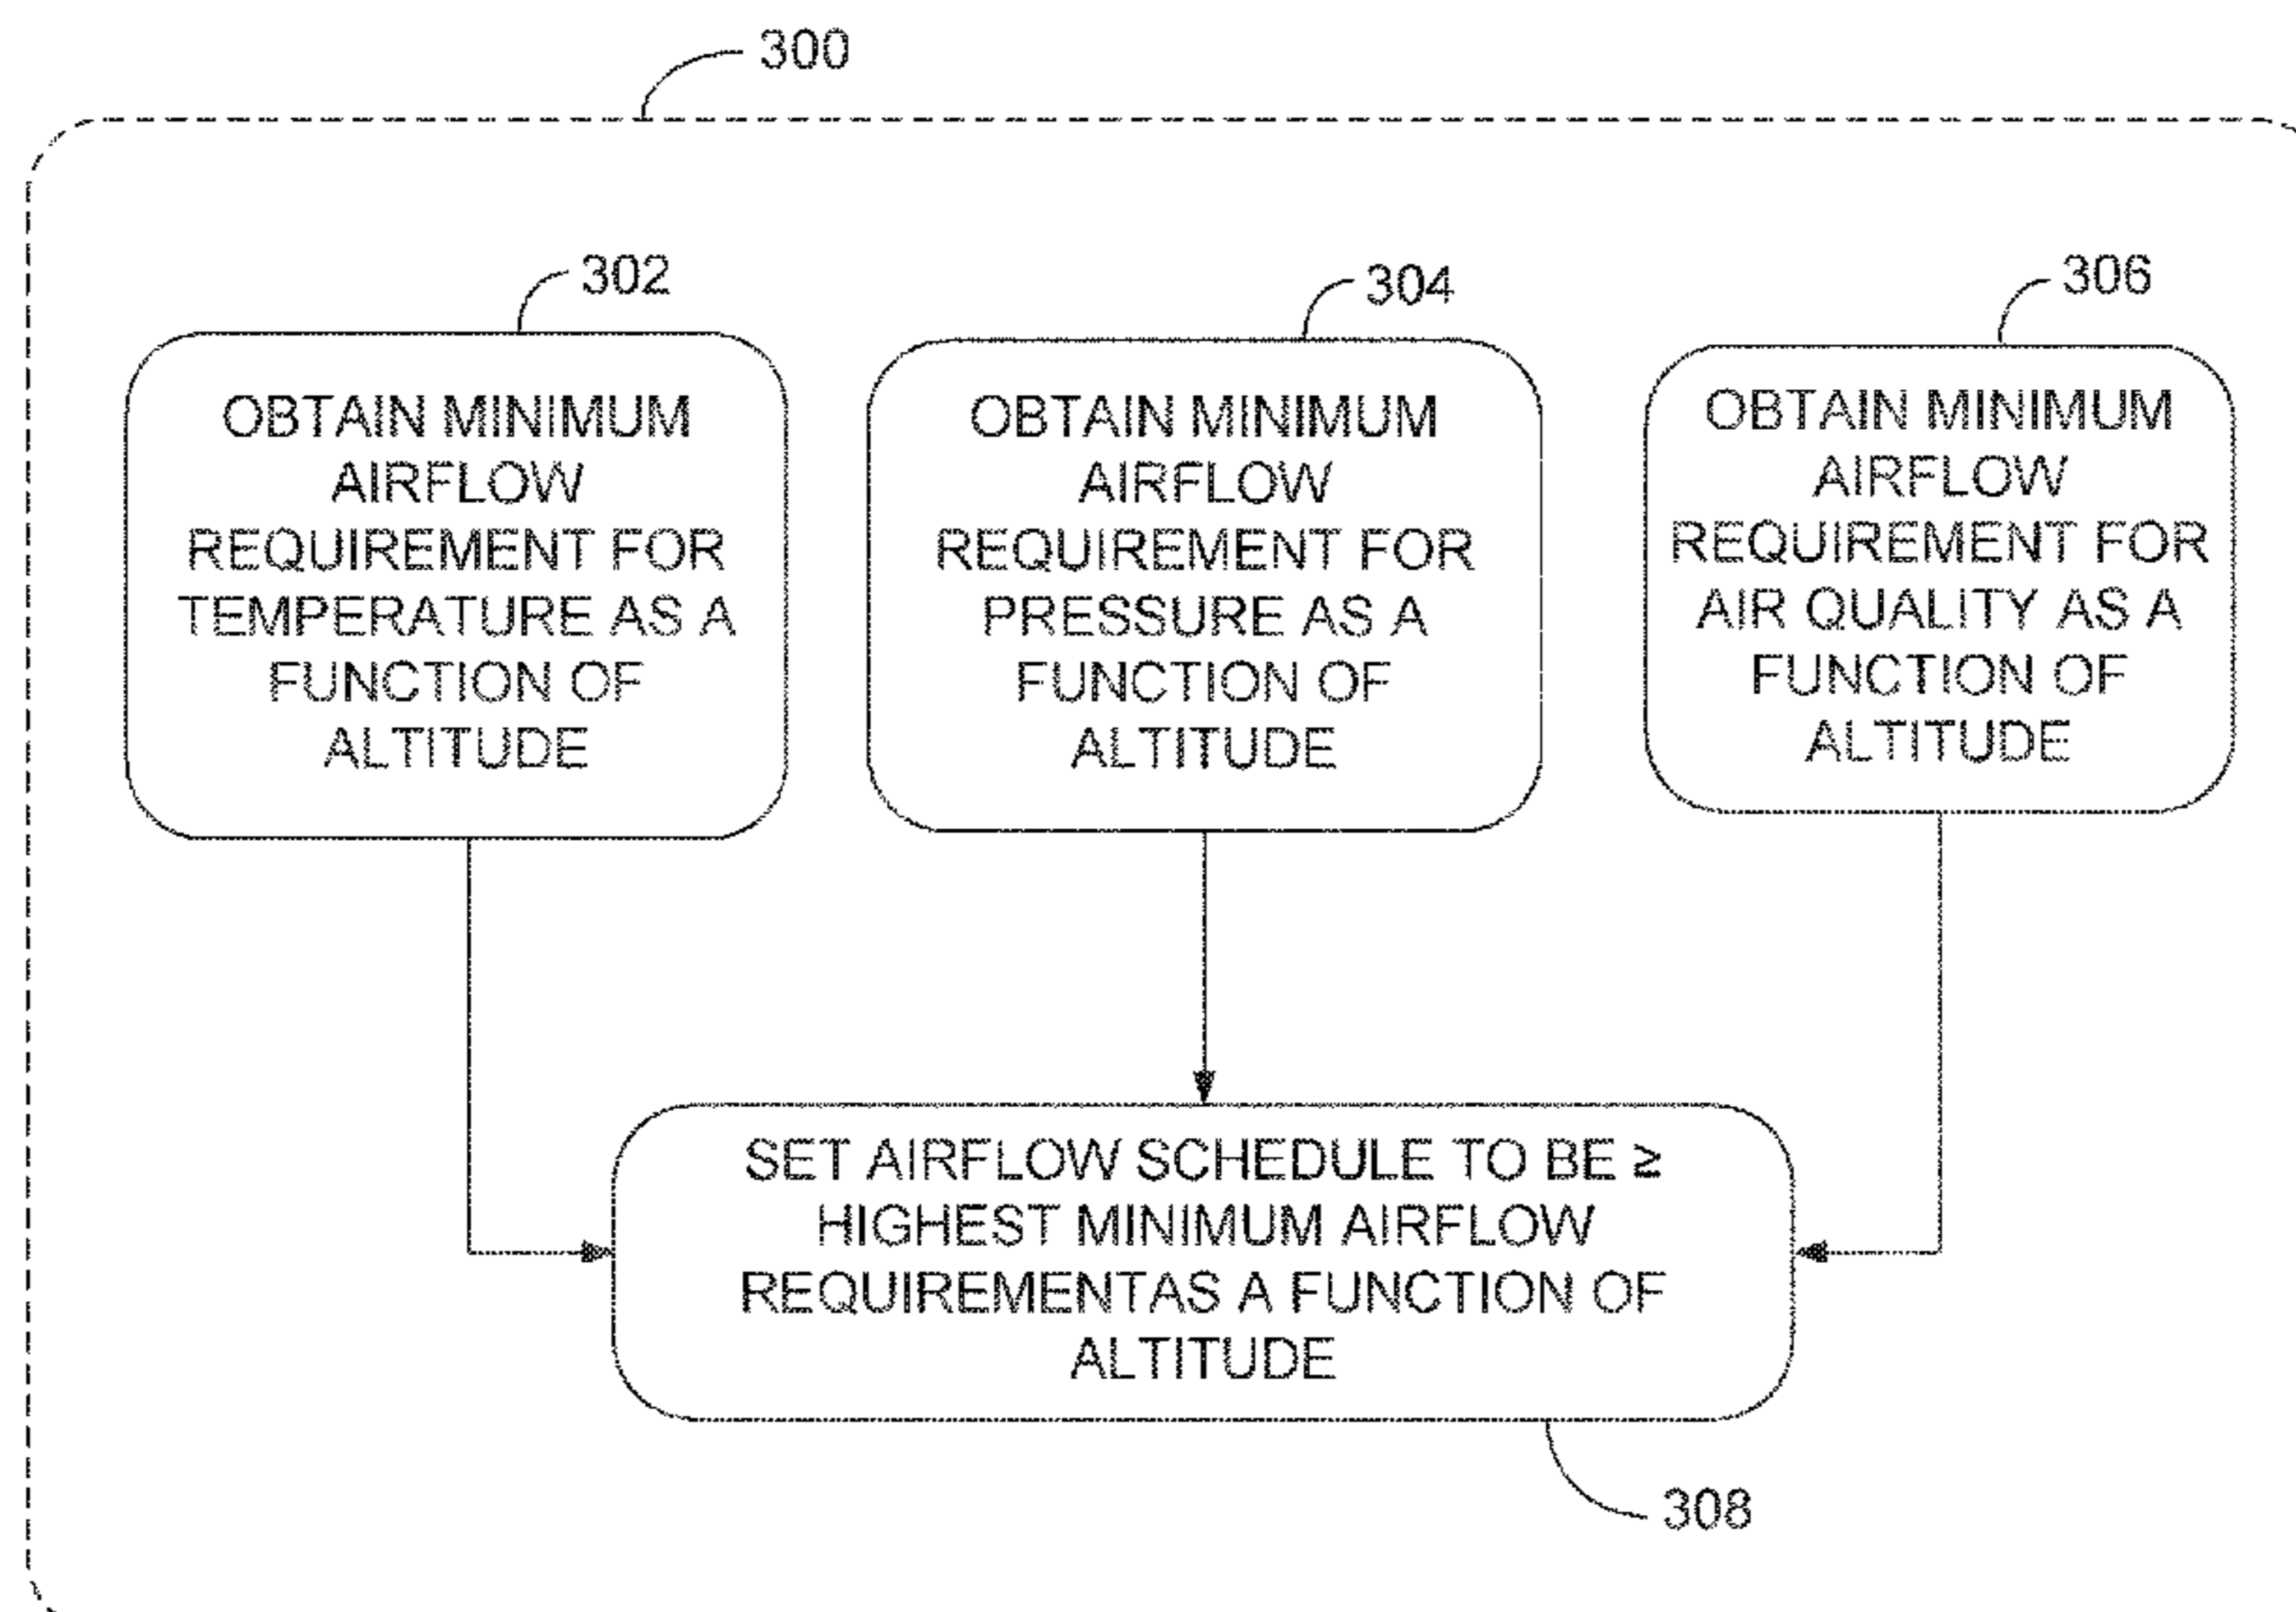 300
302
OBTAIN MINIMUM
AIRFLOW
REQUIREMENT FOR
TEMPERATURE AS A
FUNCTION OF
ALTITUDE
304
OBTAIN MINIMUM
AIRFLOW
REQUIREMENT FOR
PRESSURE AS A
FUNCTION OF
ALTITUDE
306
OBTAIN MINIMUM
AIRFLOW
REQUIREMENT FOR
AIR QUALITY AS A
FUNCTION OF
ALTITUDE
SET AIRFLOW SCHEDULE TO BE ≥
HIGHEST MINIMUM AIRFLOW
REQUIREMENTAS A FUNCTION OF
ALTITUDE
308